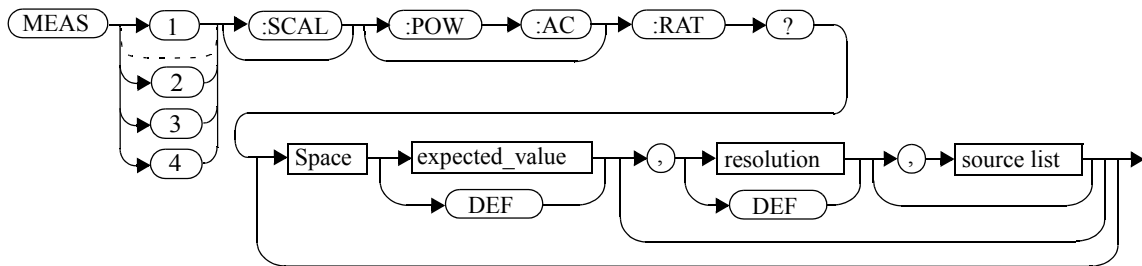 MEAS 1 :SCAL :POW :AC :RAT ?
2
3
4
Space expected_value , resolution , source list
DEF DEF